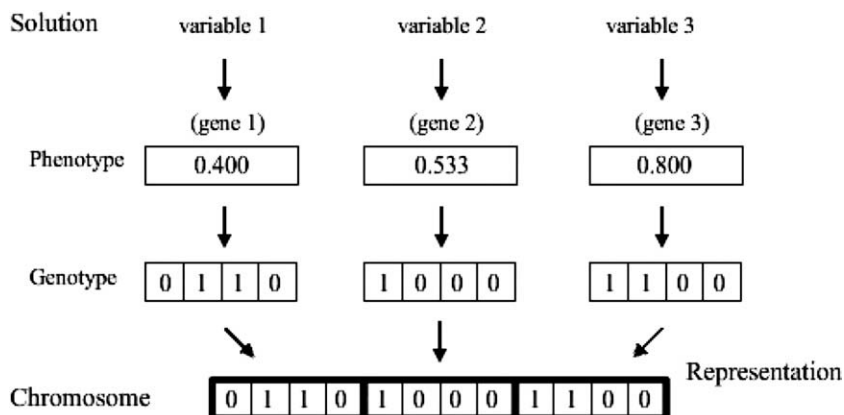 Solution variable 1 variable 2 variable 3
(gene 1) (gene 2) (gene 3)
Phenotype 0.400 0.533 0.800
Genotype 0 1 1 0 1 0 0 0 1 1 0 0
Representation
Chromosome 0 1 1 0 1 0 0 0 1 1 0 0